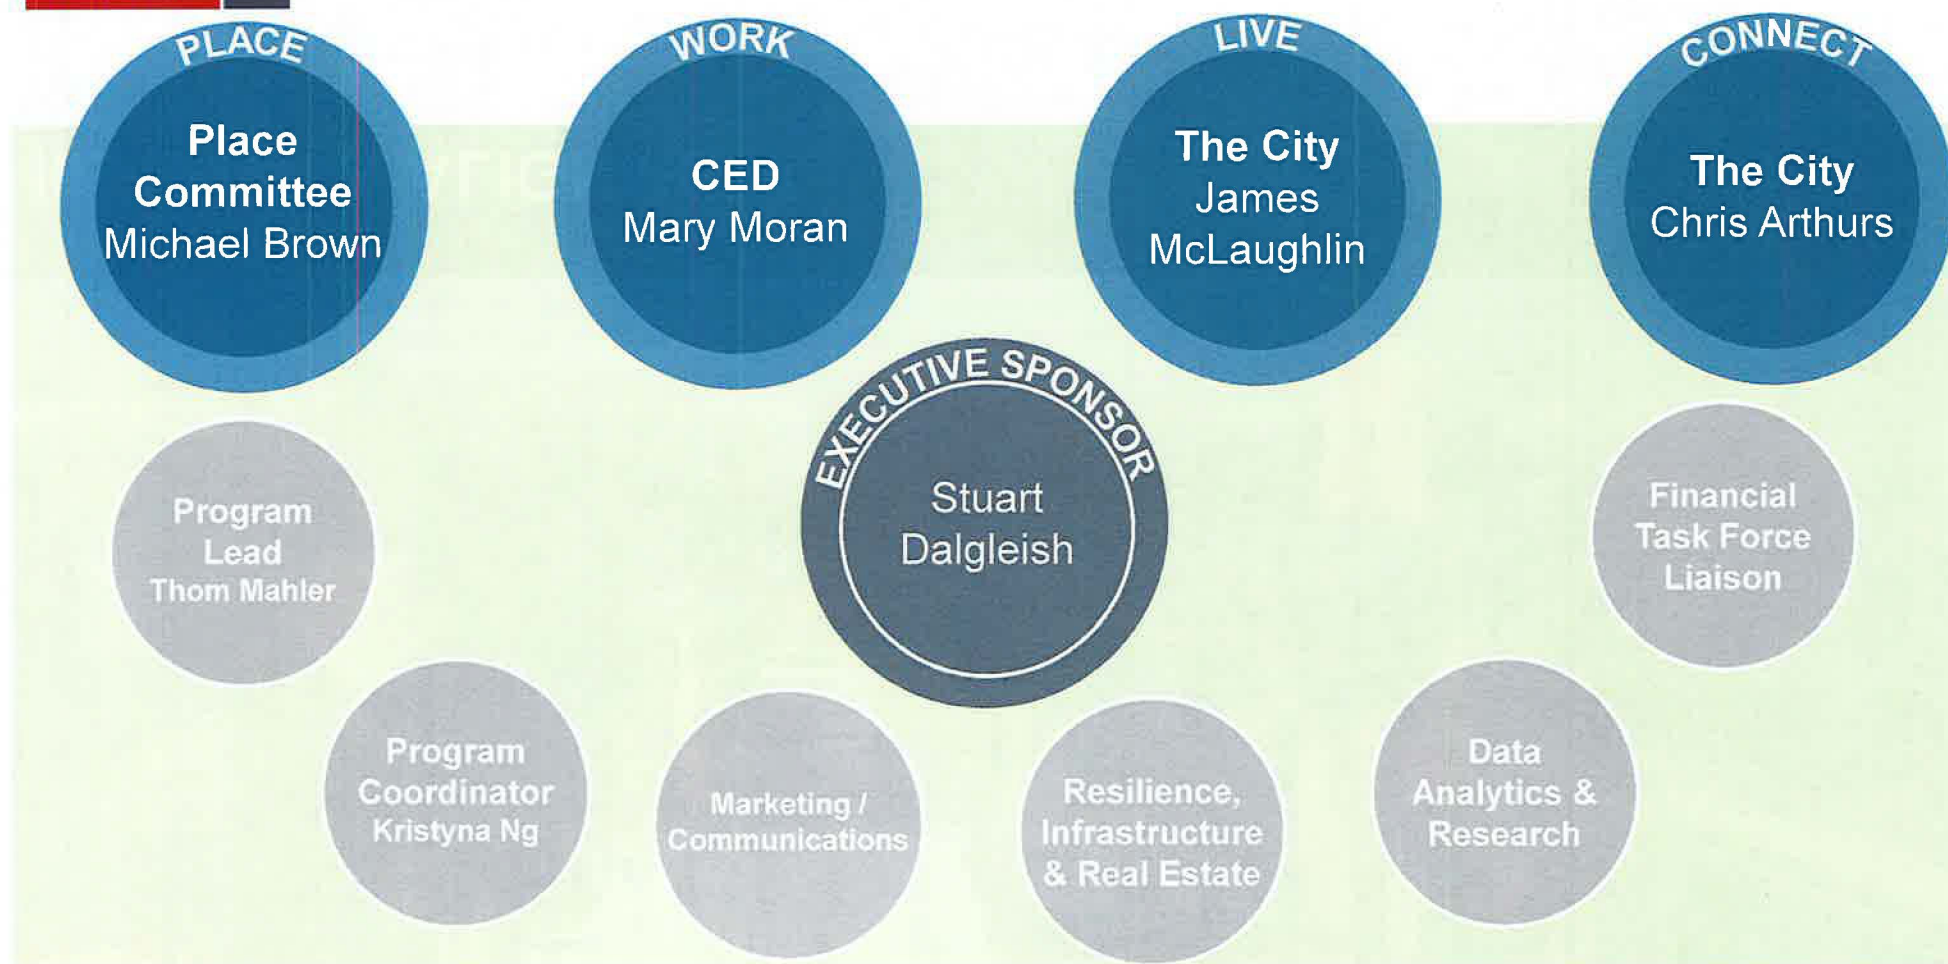 PLACE
Place
Committee
Michael Brown
WORK
CED
Mary Moran
LIVE
The City
James
McLaughlin
CONNECT
The City
Chris Arthurs
EXECUTIVE SPONSOR
Stuart
Dalgleish
Program
Lead
Thom Mahler
Program
Coordinator
Kristyna Ng
Marketing /
Communications
Resilience,
Infrastructure
& Real Estate
Data
Analytics &
Research
Financial
Task Force
Liaison